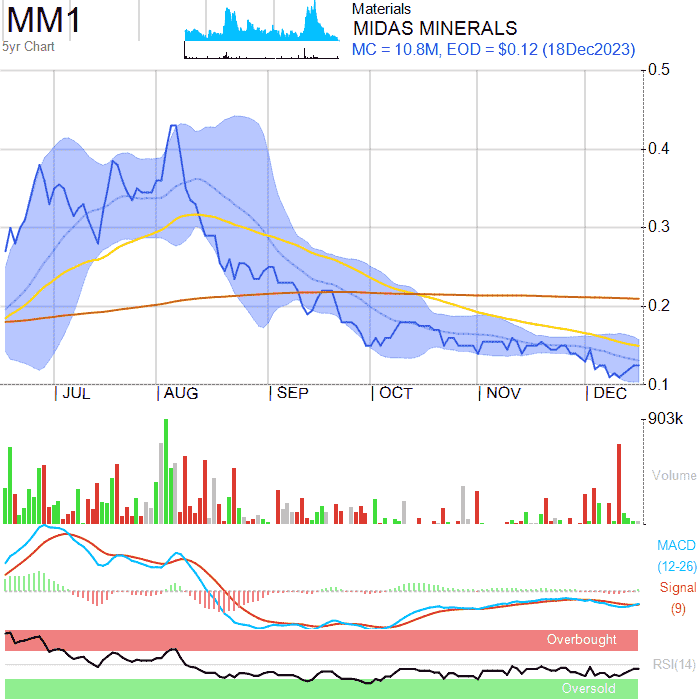 MM1
5yr Chart
Materials
MIDAS MINERALS
MC = 10.8M, EOD = $0.12 (18Dec2023)
0.5
0.4
0.3
0.2
0.1
JUL AUG SEP OCT NOV DEC
903k
Volume
MACD
(12-26)
Signal
(9)
Overbought
RSI(14)
Oversold